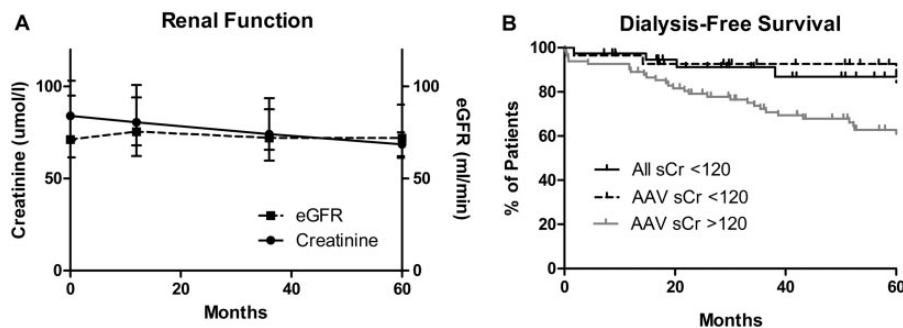 A
Renal Function
Creatinine (umol/l)
100
50
0
100
50
0
eGFR (ml/min)
eGFR
Creatinine
0
20
40
60
Months
B
Dialysis-Free Survival
% of Patients
100
80
60
40
20
0
All sCr <120
AAV sCr <120
AAV sCr >120
0
20
40
60
Months